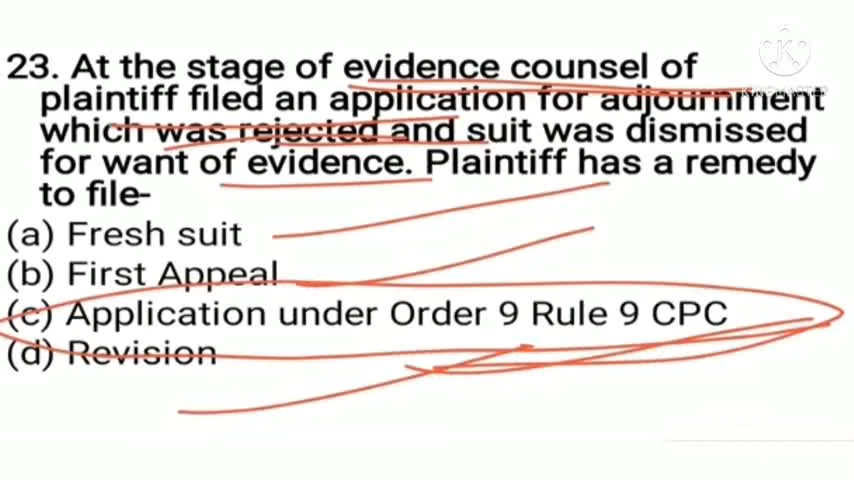 K
KINEMASTER
23. At the stage of evidence counsel of
plaintiff filed an application for adjournment
which was rejected and suit was dismissed
for want of evidence. Plaintiff has a remedy
to file-
(a) Fresh suit
(b) First Appeal
(c) Application under Order 9 Rule 9 CPC
(d) Revision